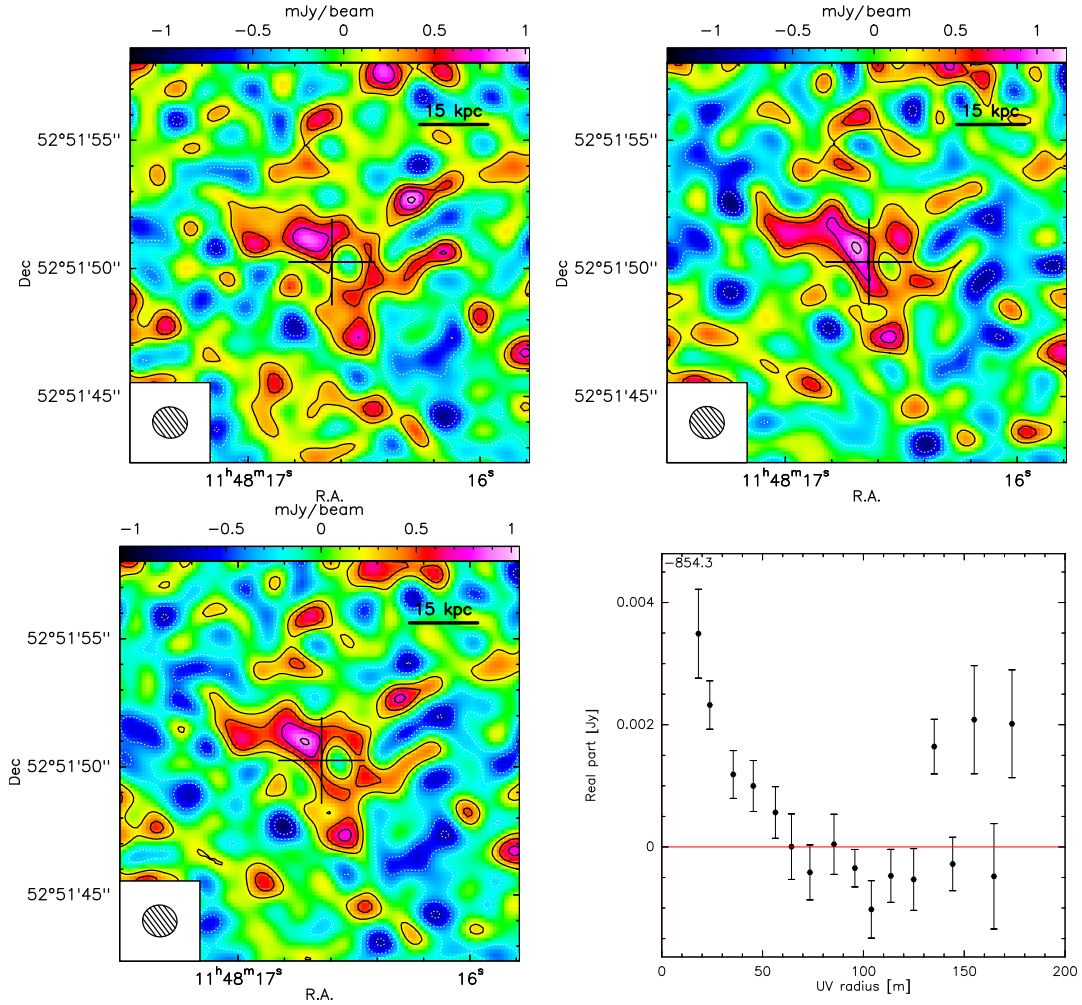 mJy/beam
−1 −0.5 0 0.5 1
15 kpc
52°51'55''
52°51'50''
52°51'45''
Dec
11ʰ48ᵐ17ˢ 16ˢ
R.A.
mJy/beam
−1 −0.5 0 0.5 1
15 kpc
52°51'55''
52°51'50''
52°51'45''
Dec
11ʰ48ᵐ17ˢ 16ˢ
R.A.
mJy/beam
−1 −0.5 0 0.5 1
15 kpc
52°51'55''
52°51'50''
52°51'45''
Dec
11ʰ48ᵐ17ˢ 16ˢ
R.A.
−854.3
0.004
0.002
0
Real part [Jy]
0 50 100 150 200
UV radius [m]